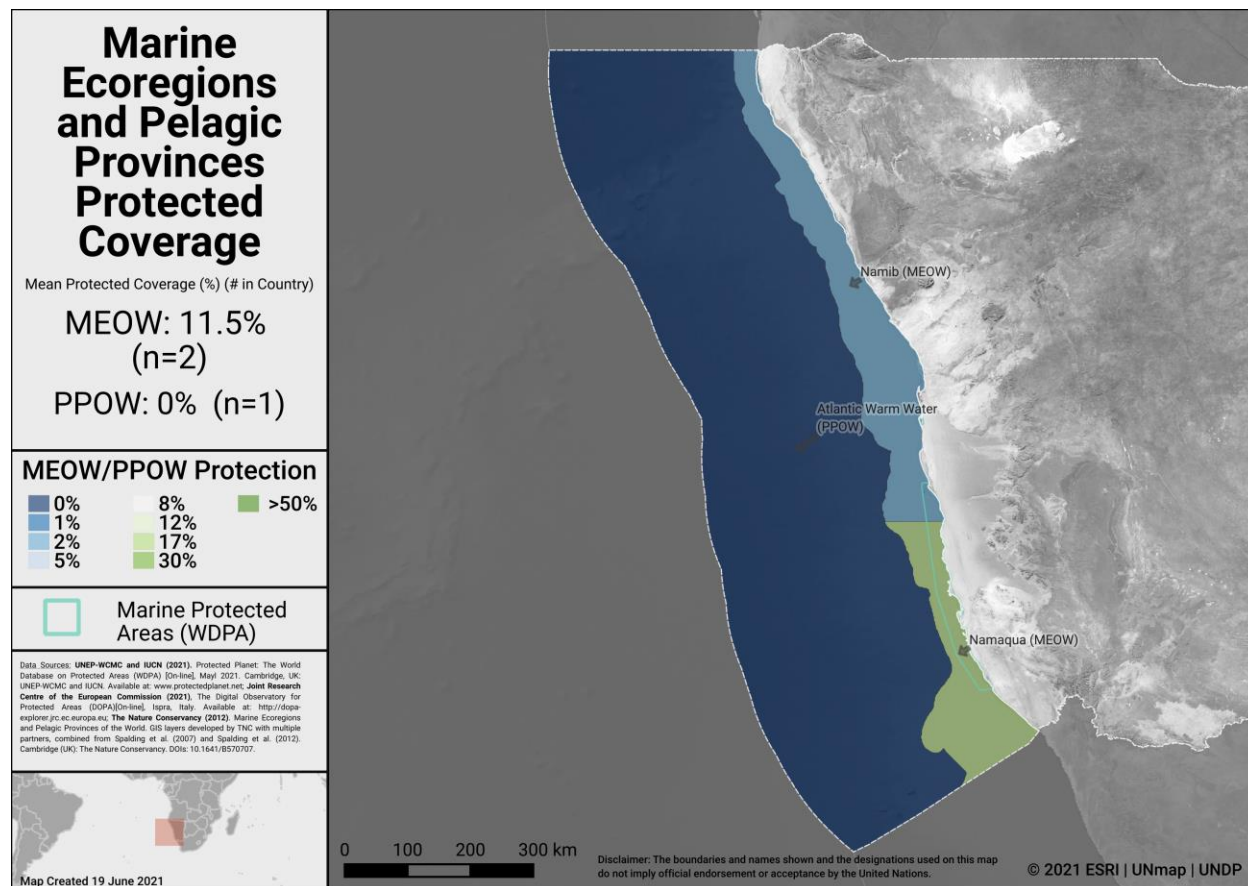 Marine
Ecoregions
and Pelagic
Provinces
Protected
Coverage
Mean Protected Coverage (%) (# in Country)
MEOW: 11.5%
(n=2)
PPOW: 0% (n=1)
MEOW/PPOW Protection
0%
1%
2%
5%
8%
12%
17%
30%
>50%
Marine Protected
Areas (WDPA)
Data Sources: UNEP-WCMC and IUCN (2021). Protected Planet: The World
Database on Protected Areas (WDPA) [On-line], Mayl 2021. Cambridge, UK:
UNEP-WCMC and IUCN. Available at: www.protectedplanet.net; Joint Research
Centre of the European Commission (2021), The Digital Observatory for
Protected Areas (DOPA)[On-line], Ispra, Italy. Available at: http://dopa-
explorer.jrc.ec.europa.eu; The Nature Conservancy (2012). Marine Ecoregions
and Pelagic Provinces of the World. GIS layers developed by TNC with multiple
partners, combined from Spalding et al. (2007) and Spalding et al. (2012).
Cambridge (UK): The Nature Conservancy. DOIs: 10.1641/B570707.
Map Created 19 June 2021
Namib (MEOW)
Atlantic Warm Water
(PPOW)
Namaqua (MEOW)
0 100 200 300 km
Disclaimer: The boundaries and names shown and the designations used on this map
do not imply official endorsement or acceptance by the United Nations.
© 2021 ESRI | UNmap | UNDP